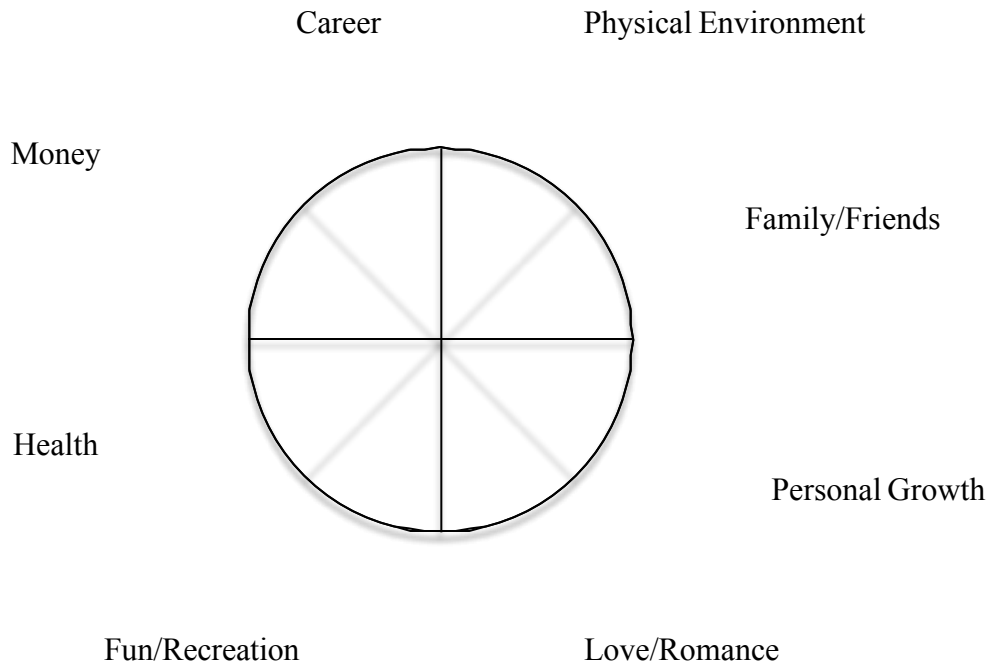 Career
Physical Environment
Money
Family/Friends
Health
Personal Growth
Fun/Recreation
Love/Romance